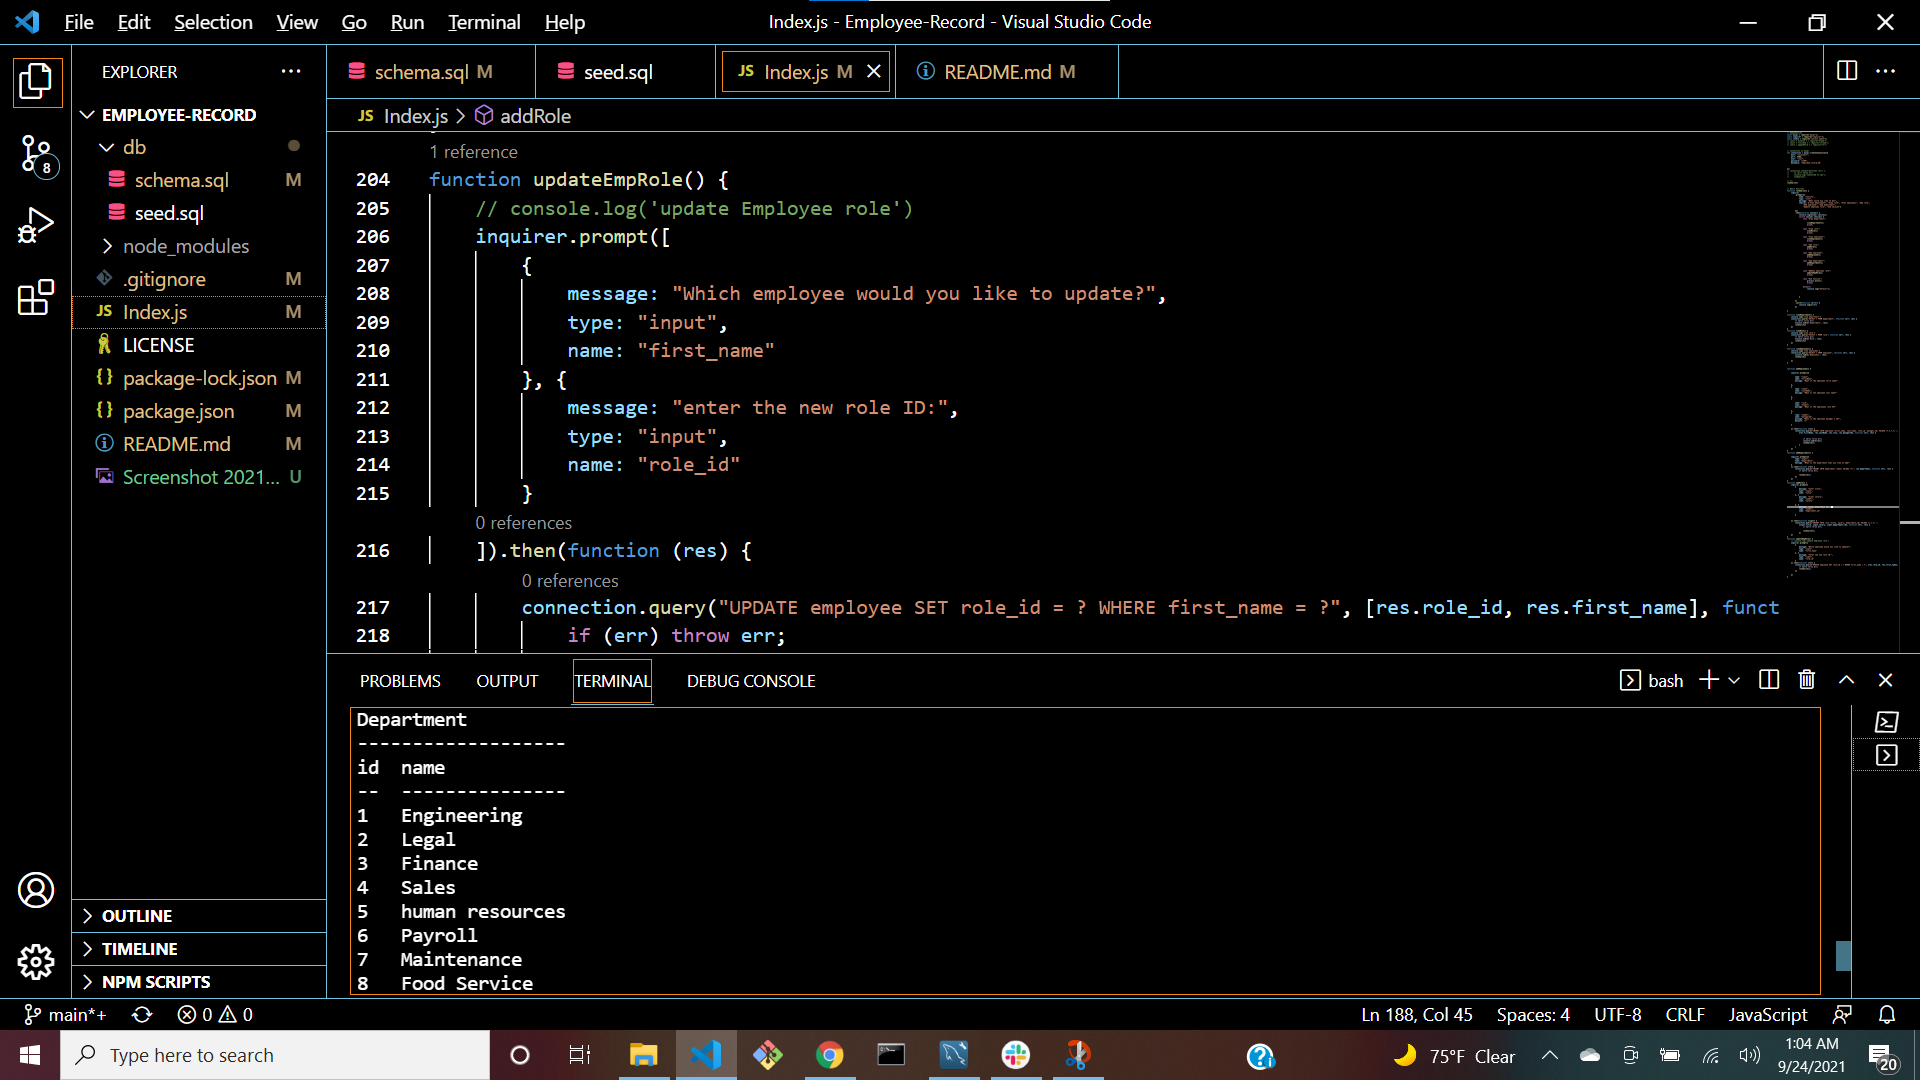 File Edit Selection View Go Run Terminal Help
Index.js - Employee-Record - Visual Studio Code
EXPLORER
schema.sql M
seed.sql
JS Index.js M
README.md M
EMPLOYEE-RECORD
JS Index.js > addRole
db
schema.sql M
seed.sql
node_modules
.gitignore M
JS Index.js M
LICENSE
{} package-lock.json M
{} package.json M
README.md M
Screenshot 2021... U
8
OUTLINE
TIMELINE
NPM SCRIPTS
1 reference
204 function updateEmpRole() {
205 // console.log('update Employee role')
206 inquirer.prompt([
207 {
208 message: "Which employee would you like to update?",
209 type: "input",
210 name: "first_name"
211 }, {
212 message: "enter the new role ID:",
213 type: "input",
214 name: "role_id"
215 }
0 references
216 ]).then(function (res) {
0 references
217 connection.query("UPDATE employee SET role_id = ? WHERE first_name = ?", [res.role_id, res.first_name], funct
218 if (err) throw err;
PROBLEMS OUTPUT TERMINAL DEBUG CONSOLE
bash
Department
-------------------
id name
-- ---------------
1 Engineering
2 Legal
3 Finance
4 Sales
5 human resources
6 Payroll
7 Maintenance
8 Food Service
main*+ 0 0
Ln 188, Col 45 Spaces: 4 UTF-8 CRLF JavaScript
Type here to search
75°F Clear
1:04 AM
9/24/2021
20